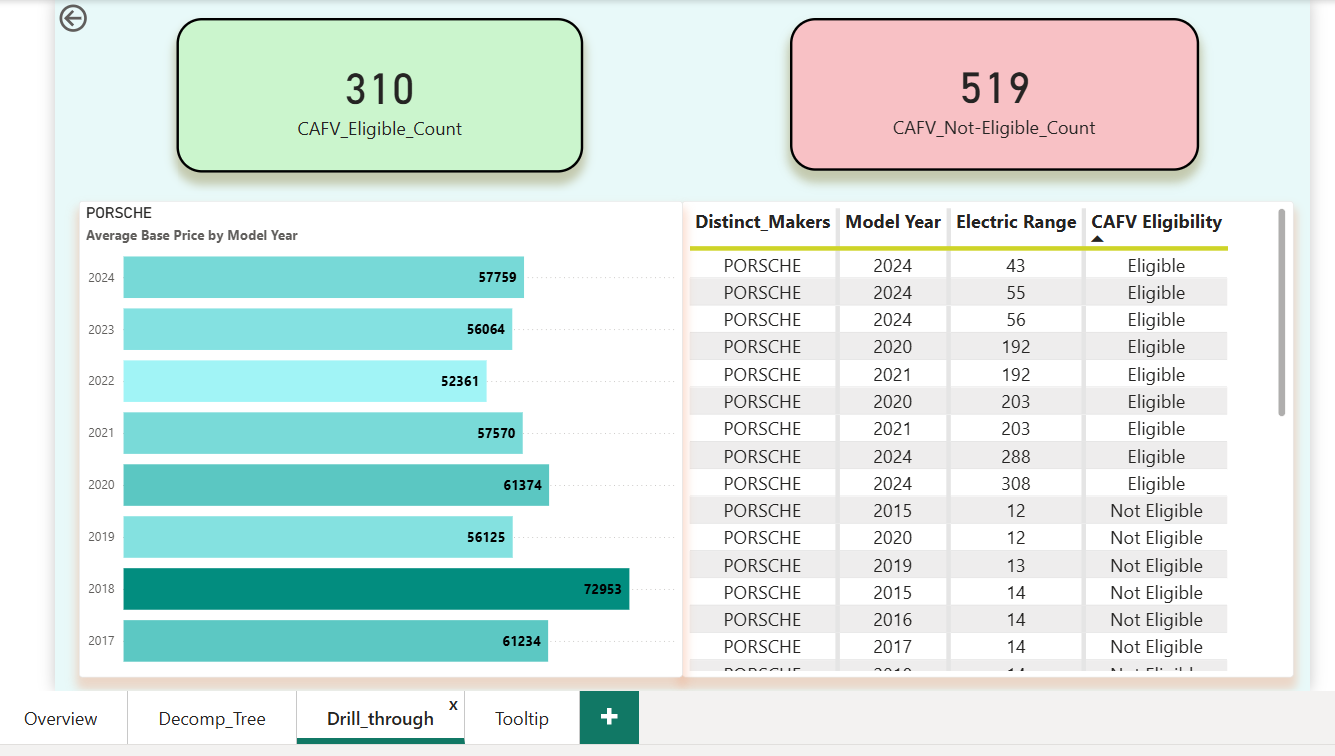 310
CAFV_Eligible_Count
519
CAFV_Not-Eligible_Count
PORSCHE
Average Base Price by Model Year
2024 57759
2023 56064
2022 52361
2021 57570
2020 61374
2019 56125
2018 72953
2017 61234
Distinct_Makers Model Year Electric Range CAFV Eligibility
PORSCHE 2024 43 Eligible
PORSCHE 2024 55 Eligible
PORSCHE 2024 56 Eligible
PORSCHE 2020 192 Eligible
PORSCHE 2021 192 Eligible
PORSCHE 2020 203 Eligible
PORSCHE 2021 203 Eligible
PORSCHE 2024 288 Eligible
PORSCHE 2024 308 Eligible
PORSCHE 2015 12 Not Eligible
PORSCHE 2020 12 Not Eligible
PORSCHE 2019 13 Not Eligible
PORSCHE 2015 14 Not Eligible
PORSCHE 2016 14 Not Eligible
PORSCHE 2017 14 Not Eligible
Overview Decomp_Tree Drill_through x Tooltip +